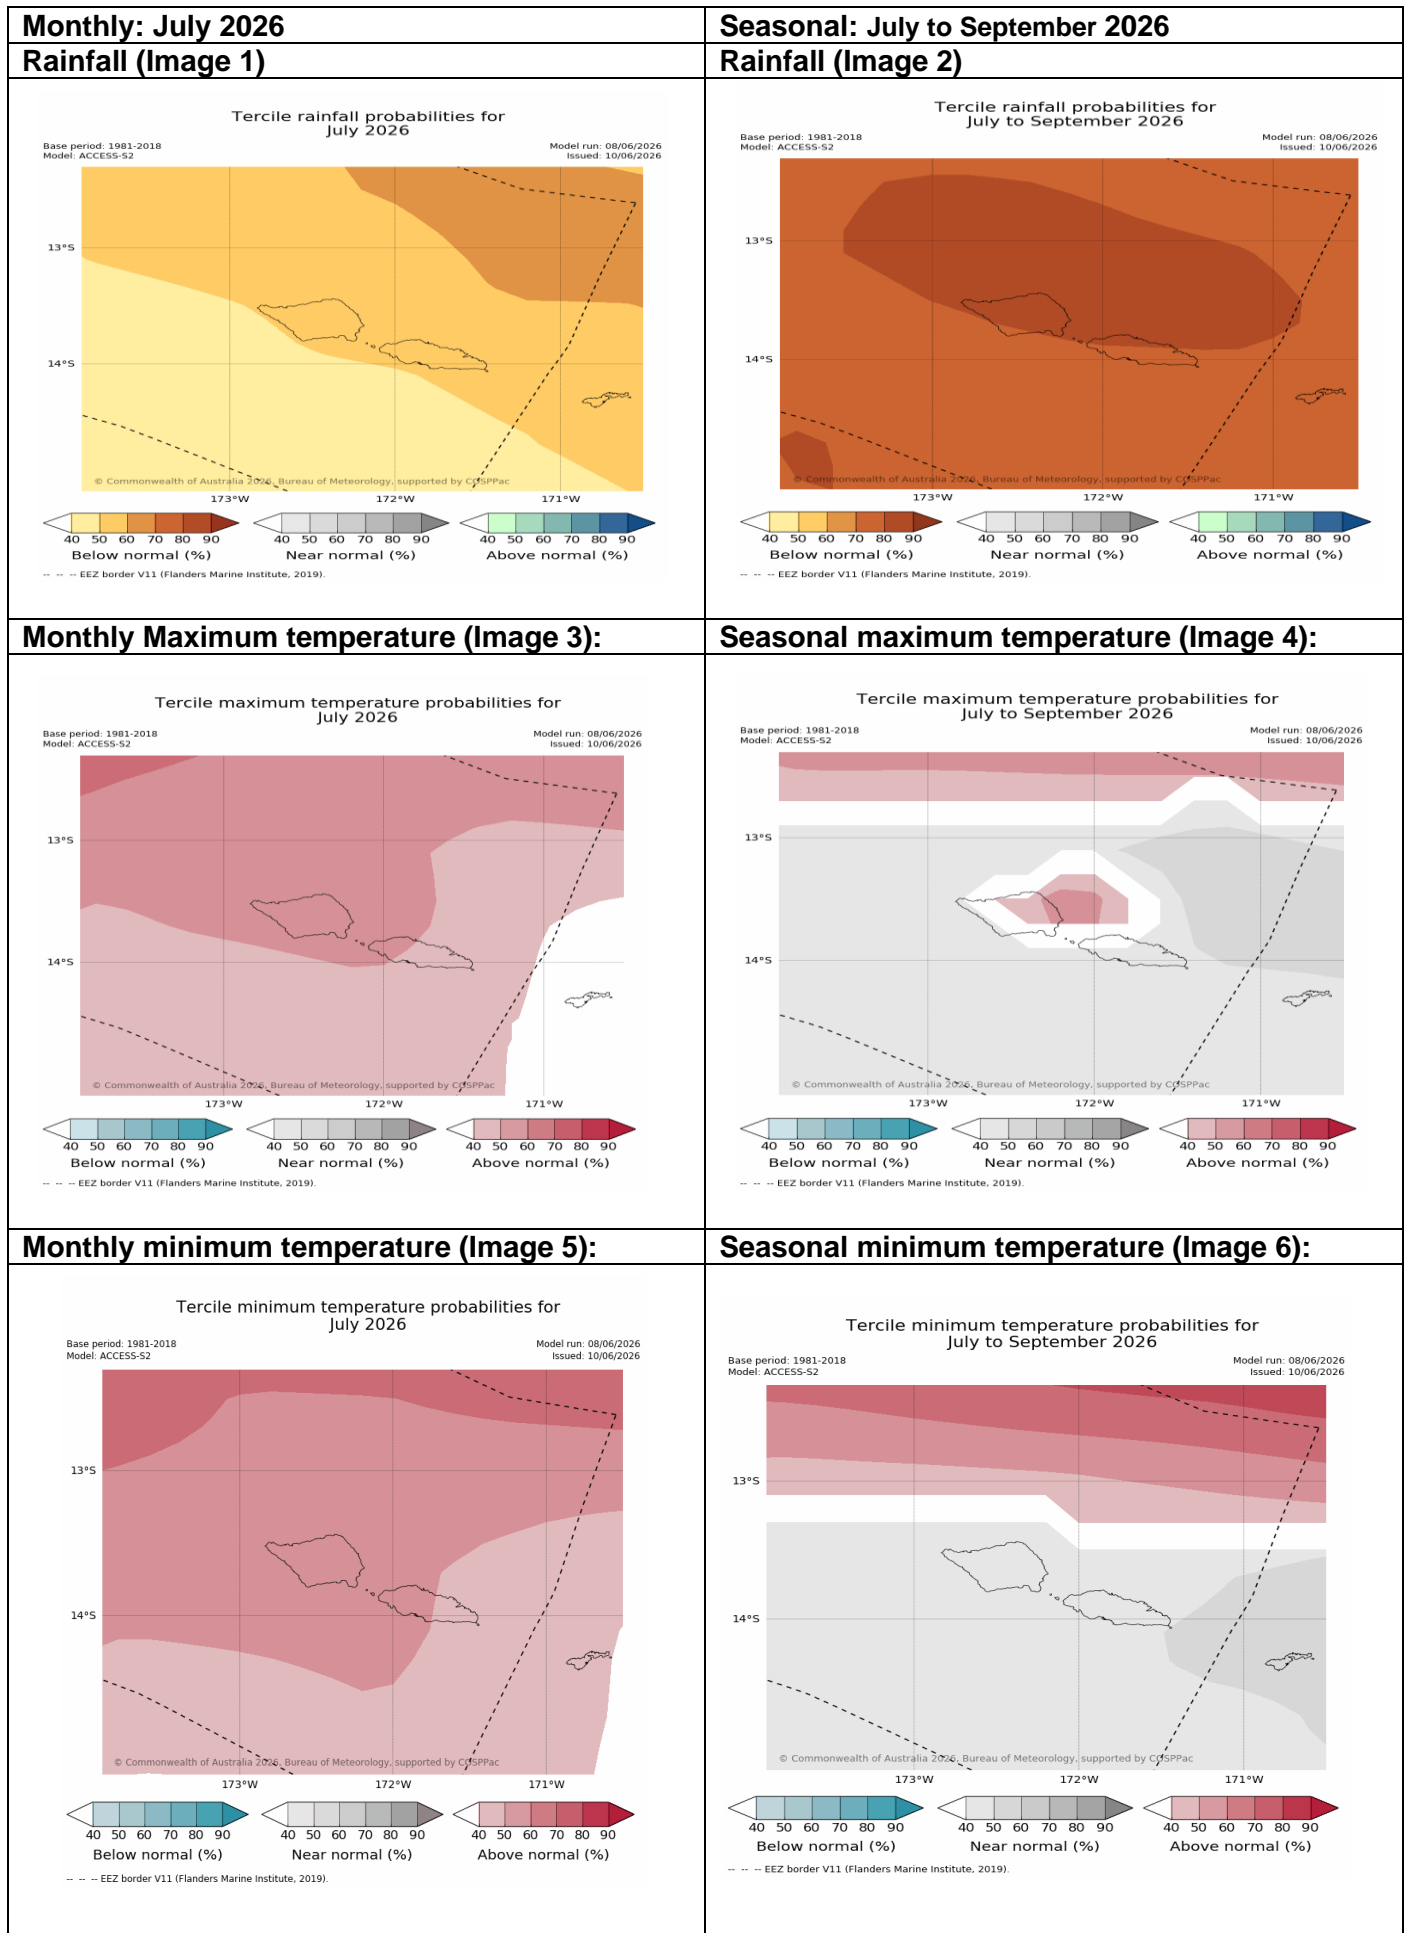 Monthly: July 2026
Seasonal: July to September 2026
Rainfall (Image 1)
Rainfall (Image 2)
Tercile rainfall probabilities for
July 2026
Base period: 1981-2018
Model: ACCESS-S2
Model run: 08/06/2026
Issued: 10/06/2026
13°S
14°S
© Commonwealth of Australia 2026, Bureau of Meteorology, supported by COSPPac
173°W 172°W 171°W
40 50 60 70 80 90 40 50 60 70 80 90 40 50 60 70 80 90
Below normal (%) Near normal (%) Above normal (%)
-- -- -- EEZ border V11 (Flanders Marine Institute, 2019).
Tercile rainfall probabilities for
July to September 2026
Base period: 1981-2018
Model: ACCESS-S2
Model run: 08/06/2026
Issued: 10/06/2026
13°S
14°S
© Commonwealth of Australia 2026, Bureau of Meteorology, supported by COSPPac
173°W 172°W 171°W
40 50 60 70 80 90 40 50 60 70 80 90 40 50 60 70 80 90
Below normal (%) Near normal (%) Above normal (%)
-- -- -- EEZ border V11 (Flanders Marine Institute, 2019).
Monthly Maximum temperature (Image 3):
Seasonal maximum temperature (Image 4):
Tercile maximum temperature probabilities for
July 2026
Base period: 1981-2018
Model: ACCESS-S2
Model run: 08/06/2026
Issued: 10/06/2026
13°S
14°S
© Commonwealth of Australia 2026, Bureau of Meteorology, supported by COSPPac
173°W 172°W 171°W
40 50 60 70 80 90 40 50 60 70 80 90 40 50 60 70 80 90
Below normal (%) Near normal (%) Above normal (%)
-- -- -- EEZ border V11 (Flanders Marine Institute, 2019).
Tercile maximum temperature probabilities for
July to September 2026
Base period: 1981-2018
Model: ACCESS-S2
Model run: 08/06/2026
Issued: 10/06/2026
13°S
14°S
© Commonwealth of Australia 2026, Bureau of Meteorology, supported by COSPPac
173°W 172°W 171°W
40 50 60 70 80 90 40 50 60 70 80 90 40 50 60 70 80 90
Below normal (%) Near normal (%) Above normal (%)
-- -- -- EEZ border V11 (Flanders Marine Institute, 2019).
Monthly minimum temperature (Image 5):
Seasonal minimum temperature (Image 6):
Tercile minimum temperature probabilities for
July 2026
Base period: 1981-2018
Model: ACCESS-S2
Model run: 08/06/2026
Issued: 10/06/2026
13°S
14°S
© Commonwealth of Australia 2026, Bureau of Meteorology, supported by COSPPac
173°W 172°W 171°W
40 50 60 70 80 90 40 50 60 70 80 90 40 50 60 70 80 90
Below normal (%) Near normal (%) Above normal (%)
-- -- -- EEZ border V11 (Flanders Marine Institute, 2019).
Tercile minimum temperature probabilities for
July to September 2026
Base period: 1981-2018
Model: ACCESS-S2
Model run: 08/06/2026
Issued: 10/06/2026
13°S
14°S
© Commonwealth of Australia 2026, Bureau of Meteorology, supported by COSPPac
173°W 172°W 171°W
40 50 60 70 80 90 40 50 60 70 80 90 40 50 60 70 80 90
Below normal (%) Near normal (%) Above normal (%)
-- -- -- EEZ border V11 (Flanders Marine Institute, 2019).